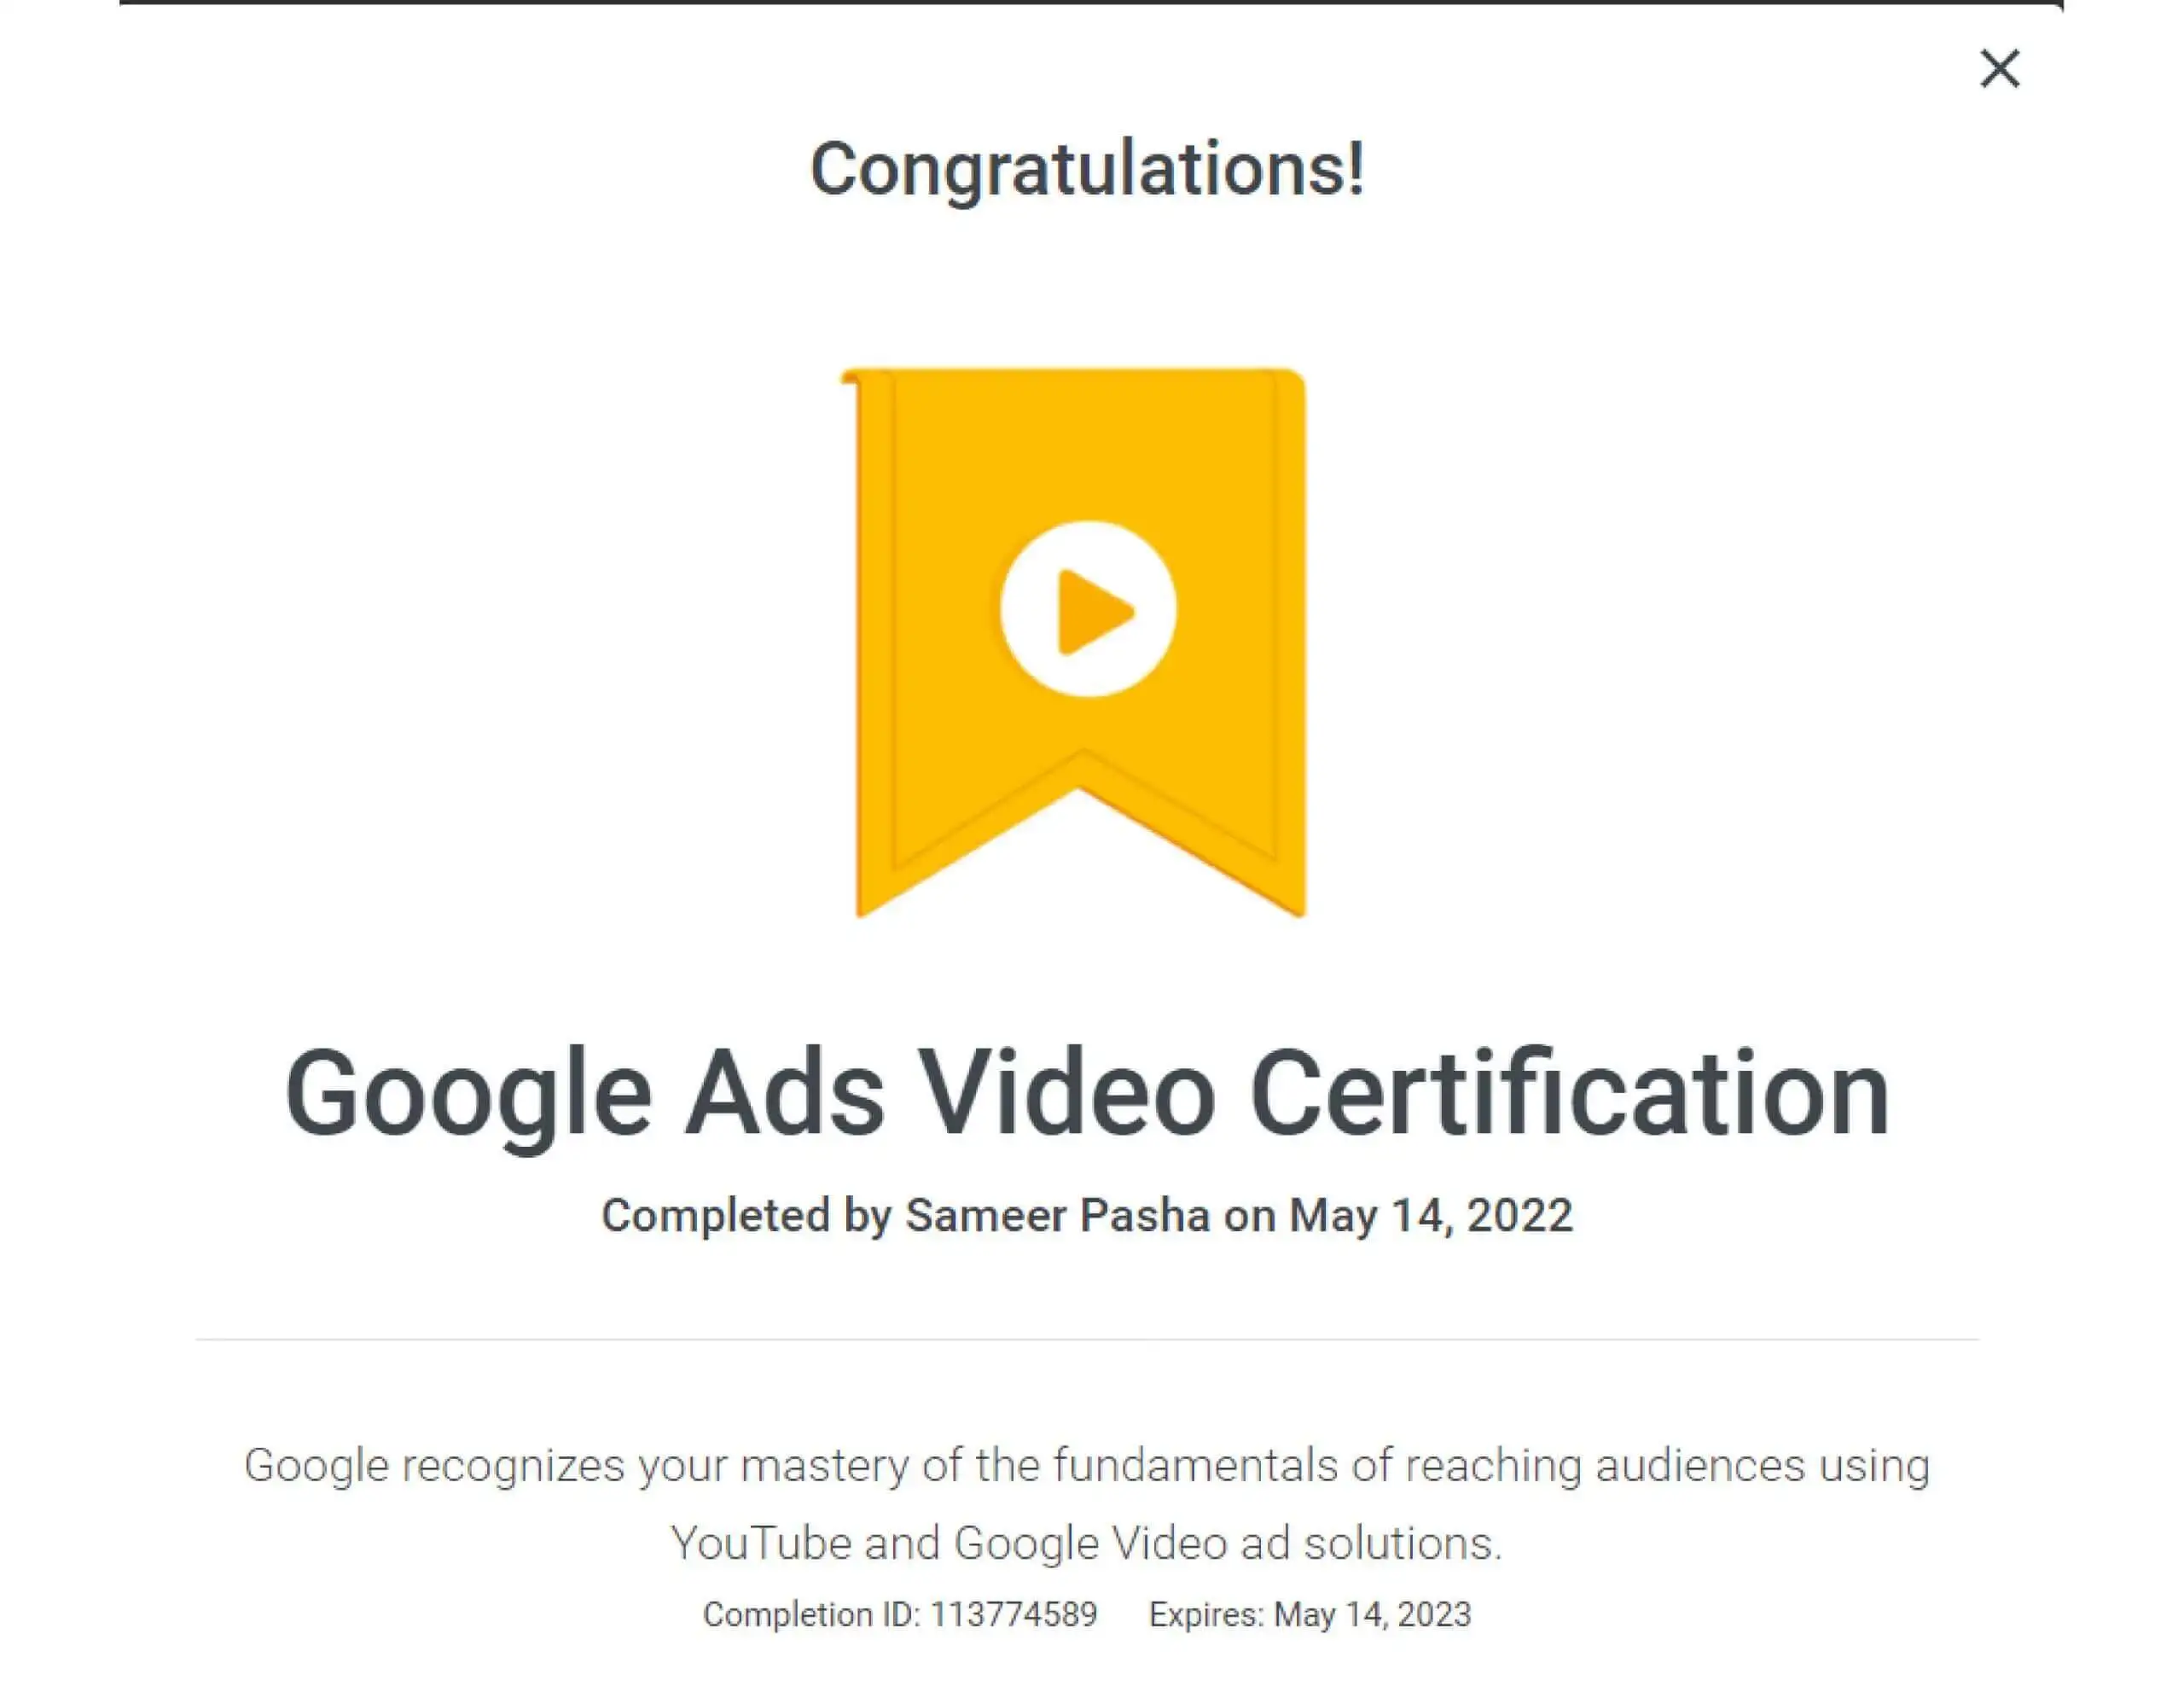 Congratulations!
Google Ads Video Certification
Completed by Sameer Pasha on May 14, 2022
Google recognizes your mastery of the fundamentals of reaching audiences using
YouTube and Google Video ad solutions.
Completion ID: 113774589 Expires: May 14, 2023